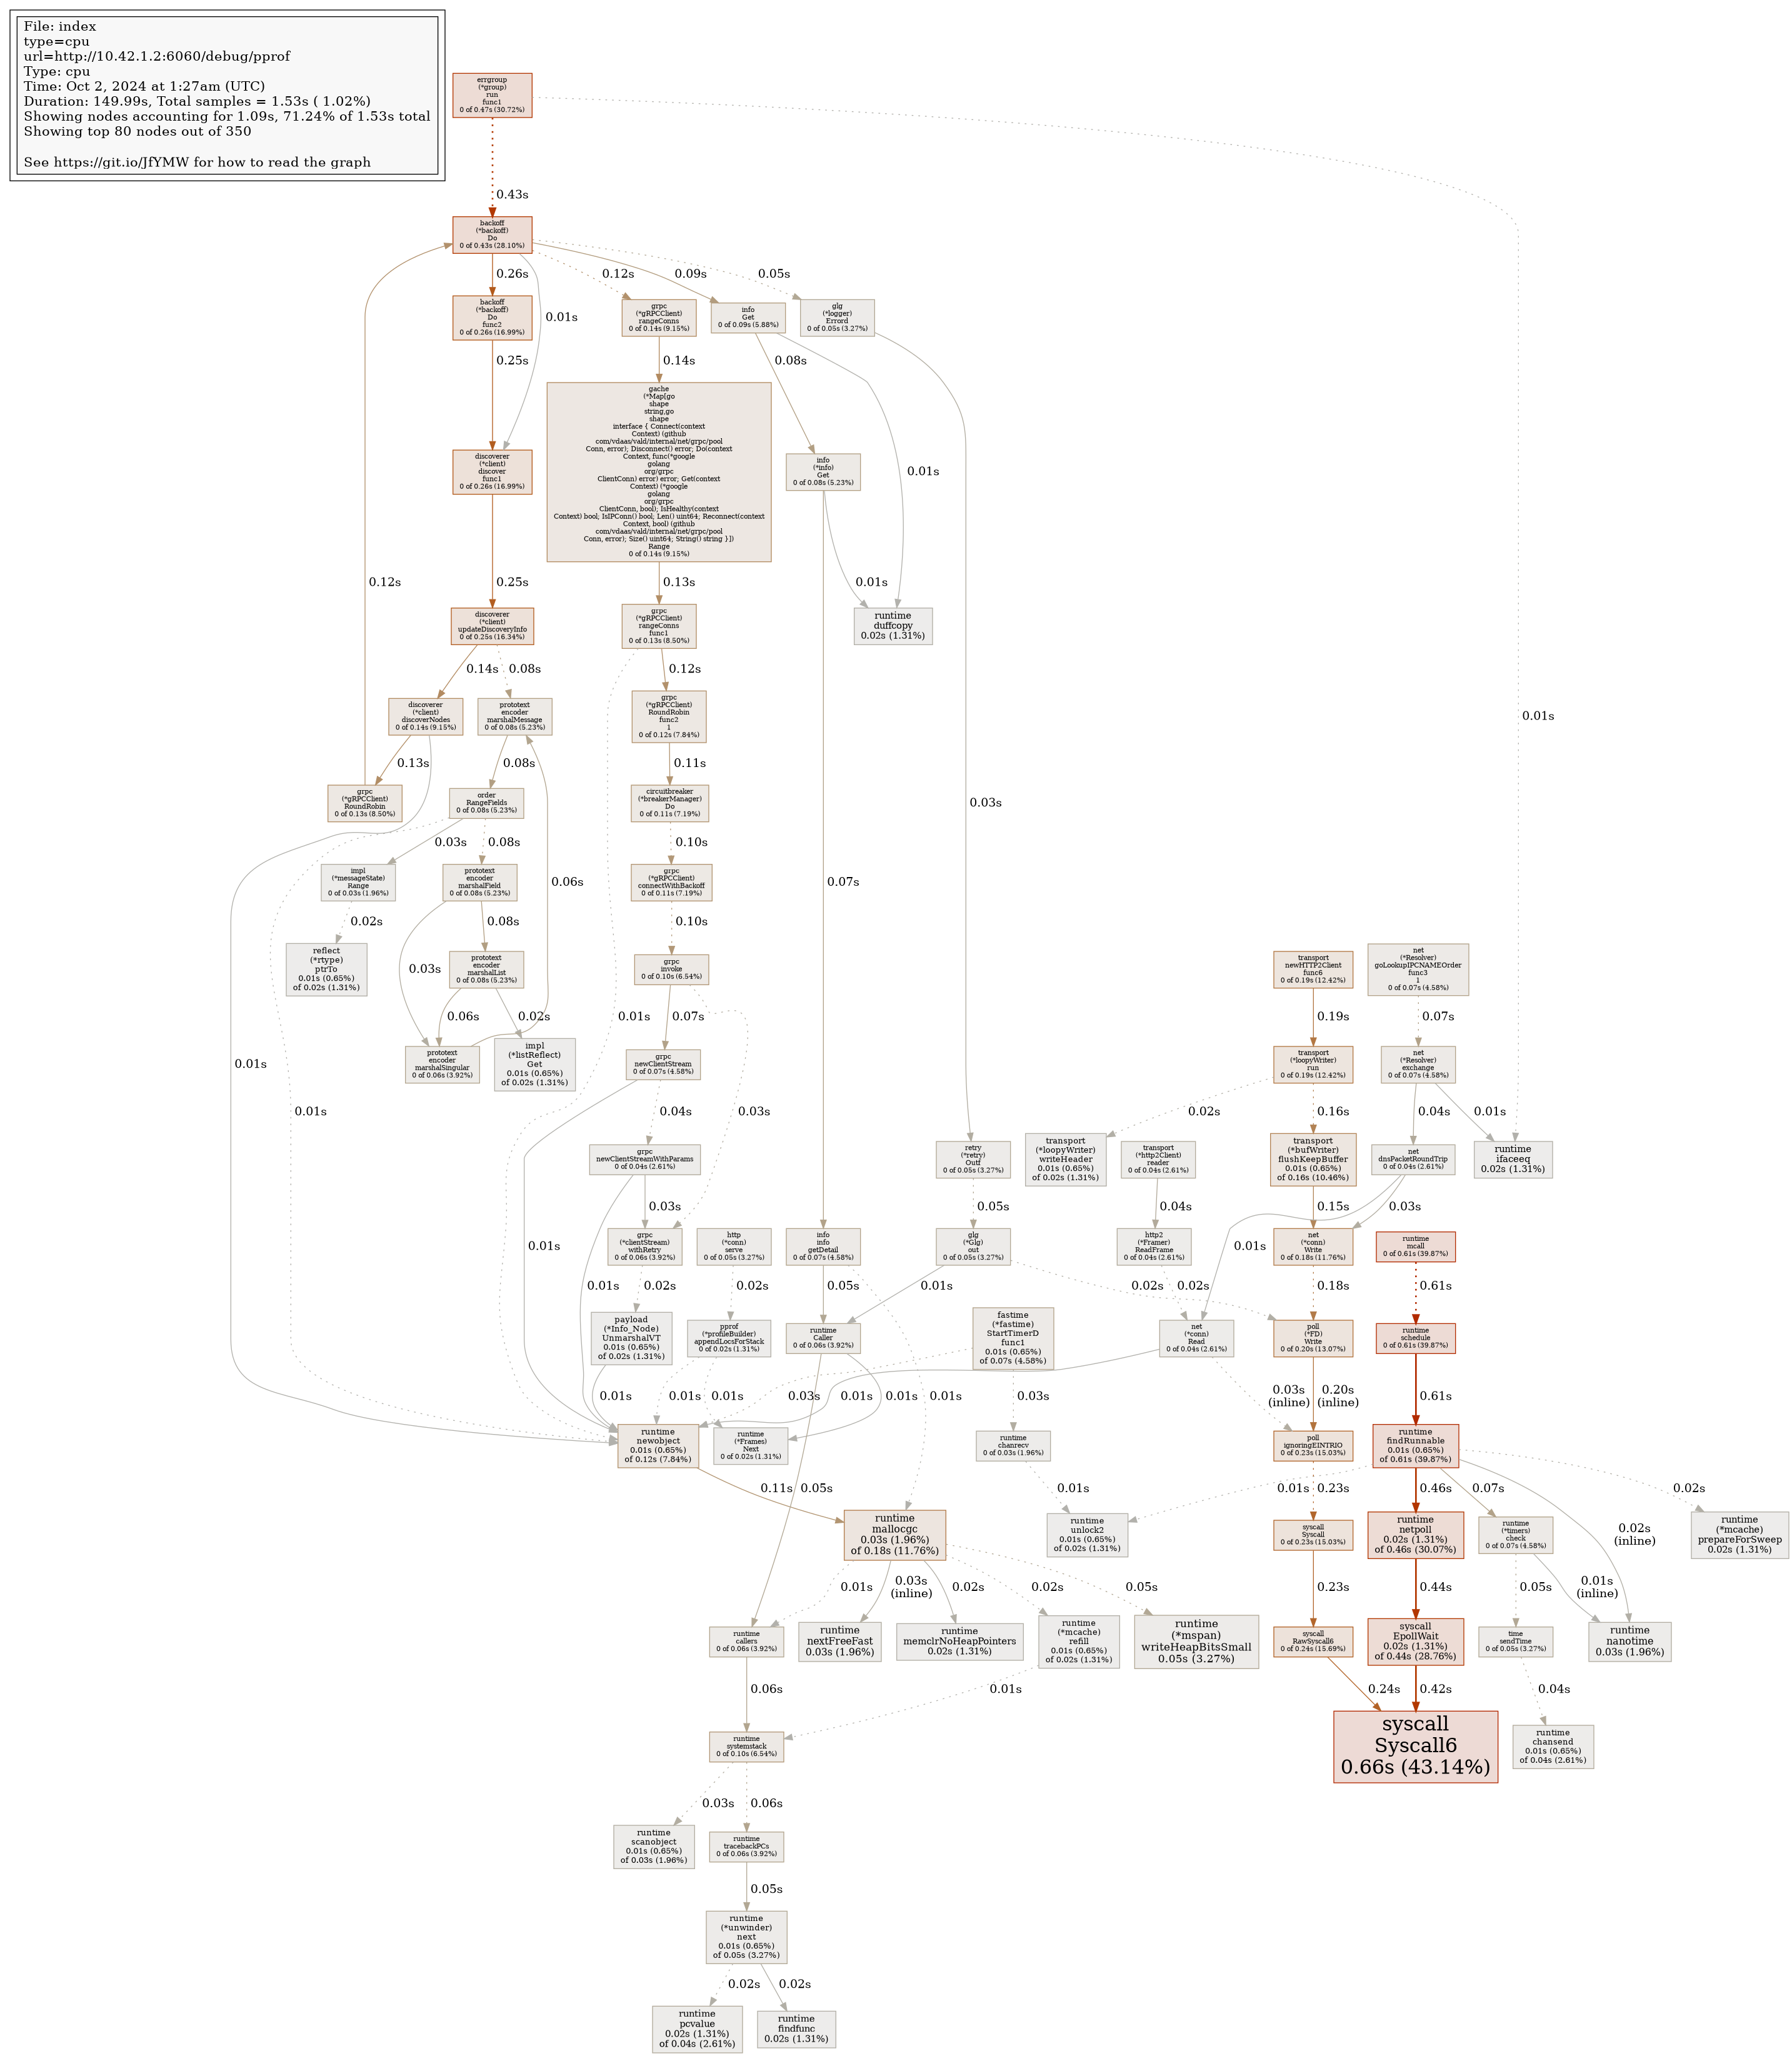 File: index
type=cpu
url=http://10.42.1.2:6060/debug/pprof
Type: cpu
Time: Oct 2, 2024 at 1:27am (UTC)
Duration: 149.99s, Total samples = 1.53s ( 1.02%)
Showing nodes accounting for 1.09s, 71.24% of 1.53s total
Showing top 80 nodes out of 350
See https://git.io/JfYMW for how to read the graph
errgroup
(*group)
run
func1
0 of 0.47s (30.72%)
0.43s
backoff
(*backoff)
Do
0 of 0.43s (28.10%)
0.26s
0.01s
0.12s
0.09s
0.05s
backoff
(*backoff)
Do
func2
0 of 0.26s (16.99%)
grpc
(*gRPCClient)
rangeConns
0 of 0.14s (9.15%)
info
Get
0 of 0.09s (5.88%)
glg
(*logger)
Errord
0 of 0.05s (3.27%)
0.25s
0.14s
0.08s
0.01s
gache
(*Map[go
shape
string,go
shape
interface { Connect(context
Context) (github
com/vdaas/vald/internal/net/grpc/pool
Conn, error); Disconnect() error; Do(context
Context, func(*google
golang
org/grpc
ClientConn) error) error; Get(context
Context) (*google
golang
org/grpc
ClientConn, bool); IsHealthy(context
Context) bool; IsIPConn() bool; Len() uint64; Reconnect(context
Context, bool) (github
com/vdaas/vald/internal/net/grpc/pool
Conn, error); Size() uint64; String() string }])
Range
0 of 0.14s (9.15%)
discoverer
(*client)
discover
func1
0 of 0.26s (16.99%)
info
(*info)
Get
0 of 0.08s (5.23%)
0.12s
0.25s
0.13s
0.01s
discoverer
(*client)
updateDiscoveryInfo
0 of 0.25s (16.34%)
grpc
(*gRPCClient)
rangeConns
func1
0 of 0.13s (8.50%)
runtime
duffcopy
0.02s (1.31%)
0.14s
0.08s
0.12s
discoverer
(*client)
discoverNodes
0 of 0.14s (9.15%)
prototext
encoder
marshalMessage
0 of 0.08s (5.23%)
grpc
(*gRPCClient)
RoundRobin
func2
1
0 of 0.12s (7.84%)
0.01s
0.13s
0.08s
0.11s
grpc
(*gRPCClient)
RoundRobin
0 of 0.13s (8.50%)
order
RangeFields
0 of 0.08s (5.23%)
circuitbreaker
(*breakerManager)
Do
0 of 0.11s (7.19%)
0.03s
0.03s
0.08s
0.10s
impl
(*messageState)
Range
0 of 0.03s (1.96%)
prototext
encoder
marshalField
0 of 0.08s (5.23%)
0.06s
grpc
(*gRPCClient)
connectWithBackoff
0 of 0.11s (7.19%)
0.07s
0.02s
0.08s
0.10s
reflect
(*rtype)
ptrTo
0.01s (0.65%)
of 0.02s (1.31%)
0.03s
prototext
encoder
marshalList
0 of 0.08s (5.23%)
grpc
invoke
0 of 0.10s (6.54%)
transport
newHTTP2Client
func6
0 of 0.19s (12.42%)
net
(*Resolver)
goLookupIPCNAMEOrder
func3
1
0 of 0.07s (4.58%)
0.06s
0.02s
0.01s
0.07s
0.19s
0.07s
0.01s
prototext
encoder
marshalSingular
0 of 0.06s (3.92%)
impl
(*listReflect)
Get
0.01s (0.65%)
of 0.02s (1.31%)
grpc
newClientStream
0 of 0.07s (4.58%)
transport
(*loopyWriter)
run
0 of 0.19s (12.42%)
net
(*Resolver)
exchange
0 of 0.07s (4.58%)
0.01s
0.04s
0.03s
0.02s
0.16s
0.04s
0.01s
grpc
newClientStreamWithParams
0 of 0.04s (2.61%)
retry
(*retry)
Outf
0 of 0.05s (3.27%)
transport
(*loopyWriter)
writeHeader
0.01s (0.65%)
of 0.02s (1.31%)
transport
(*http2Client)
reader
0 of 0.04s (2.61%)
transport
(*bufWriter)
flushKeepBuffer
0.01s (0.65%)
of 0.16s (10.46%)
net
dnsPacketRoundTrip
0 of 0.04s (2.61%)
runtime
ifaceeq
0.02s (1.31%)
0.03s
0.05s
0.04s
0.15s
0.03s
0.01s
0.01s
grpc
(*clientStream)
withRetry
0 of 0.06s (3.92%)
http
(*conn)
serve
0 of 0.05s (3.27%)
info
info
getDetail
0 of 0.07s (4.58%)
glg
(*Glg)
out
0 of 0.05s (3.27%)
http2
(*Framer)
ReadFrame
0 of 0.04s (2.61%)
net
(*conn)
Write
0 of 0.18s (11.76%)
runtime
mcall
0 of 0.61s (39.87%)
0.01s
0.02s
0.02s
0.05s
0.01s
0.02s
0.02s
0.01s
0.18s
0.61s
payload
(*Info_Node)
UnmarshalVT
0.01s (0.65%)
of 0.02s (1.31%)
pprof
(*profileBuilder)
appendLocsForStack
0 of 0.02s (1.31%)
runtime
Caller
0 of 0.06s (3.92%)
fastime
(*fastime)
StartTimerD
func1
0.01s (0.65%)
of 0.07s (4.58%)
net
(*conn)
Read
0 of 0.04s (2.61%)
poll
(*FD)
Write
0 of 0.20s (13.07%)
runtime
schedule
0 of 0.61s (39.87%)
0.01s
0.01s
0.01s
0.03s
0.01s
0.01s
0.01s
0.03s
0.03s
(inline)
0.20s
(inline)
0.61s
runtime
newobject
0.01s (0.65%)
of 0.12s (7.84%)
runtime
(*Frames)
Next
0 of 0.02s (1.31%)
runtime
chanrecv
0 of 0.03s (1.96%)
poll
ignoringEINTRIO
0 of 0.23s (15.03%)
runtime
findRunnable
0.01s (0.65%)
of 0.61s (39.87%)
0.11s
0.05s
0.01s
0.01s
0.23s
0.46s
0.07s
0.02s
(inline)
0.02s
runtime
mallocgc
0.03s (1.96%)
of 0.18s (11.76%)
runtime
unlock2
0.01s (0.65%)
of 0.02s (1.31%)
syscall
Syscall
0 of 0.23s (15.03%)
runtime
netpoll
0.02s (1.31%)
of 0.46s (30.07%)
runtime
(*timers)
check
0 of 0.07s (4.58%)
runtime
(*mcache)
prepareForSweep
0.02s (1.31%)
0.01s
0.03s
(inline)
0.02s
0.02s
0.05s
0.23s
0.44s
0.05s
0.01s
(inline)
runtime
callers
0 of 0.06s (3.92%)
runtime
nextFreeFast
0.03s (1.96%)
runtime
memclrNoHeapPointers
0.02s (1.31%)
runtime
(*mcache)
refill
0.01s (0.65%)
of 0.02s (1.31%)
runtime
(*mspan)
writeHeapBitsSmall
0.05s (3.27%)
syscall
RawSyscall6
0 of 0.24s (15.69%)
syscall
EpollWait
0.02s (1.31%)
of 0.44s (28.76%)
time
sendTime
0 of 0.05s (3.27%)
runtime
nanotime
0.03s (1.96%)
0.06s
0.01s
0.24s
0.42s
0.04s
runtime
systemstack
0 of 0.10s (6.54%)
syscall
Syscall6
0.66s (43.14%)
runtime
chansend
0.01s (0.65%)
of 0.04s (2.61%)
0.03s
0.06s
runtime
scanobject
0.01s (0.65%)
of 0.03s (1.96%)
runtime
tracebackPCs
0 of 0.06s (3.92%)
0.05s
runtime
(*unwinder)
next
0.01s (0.65%)
of 0.05s (3.27%)
0.02s
0.02s
runtime
pcvalue
0.02s (1.31%)
of 0.04s (2.61%)
runtime
findfunc
0.02s (1.31%)